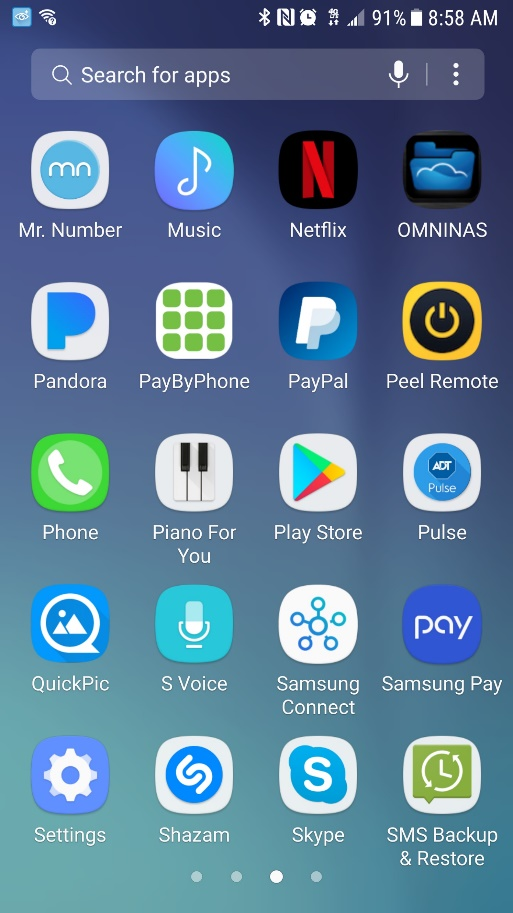 91% 8:58 AM
Search for apps
mn
Mr. Number Music Netflix OMNINAS
Pandora PayByPhone PayPal Peel Remote
ADT
Pulse
Phone Piano For Play Store Pulse
You
pay
QuickPic S Voice Samsung Samsung Pay
Connect
Settings Shazam Skype SMS Backup
& Restore